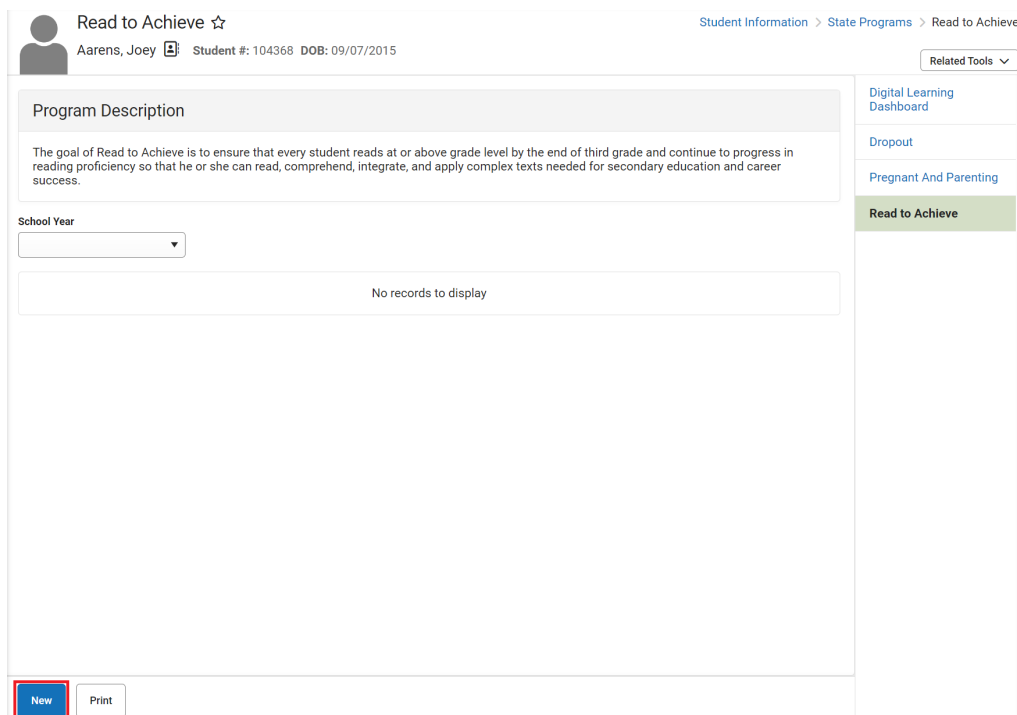 Read to Achieve
Student Information > State Programs > Read to Achieve
Aarens, Joey Student #: 104368 DOB: 09/07/2015
Related Tools
Program Description
The goal of Read to Achieve is to ensure that every student reads at or above grade level by the end of third grade and continue to progress in
reading proficiency so that he or she can read, comprehend, integrate, and apply complex texts needed for secondary education and career
success.
School Year
No records to display
Digital Learning
Dashboard
Dropout
Pregnant And Parenting
Read to Achieve
New
Print